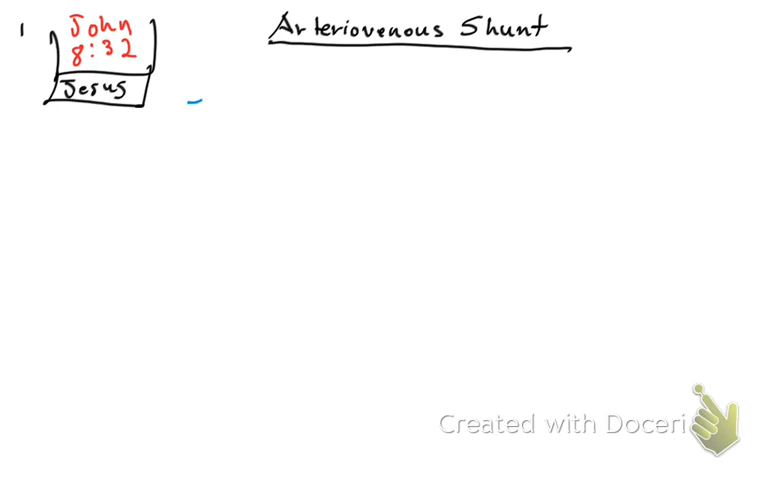 1
John
8:32
Jesus
Arteriovenous Shunt
Created with Doceri